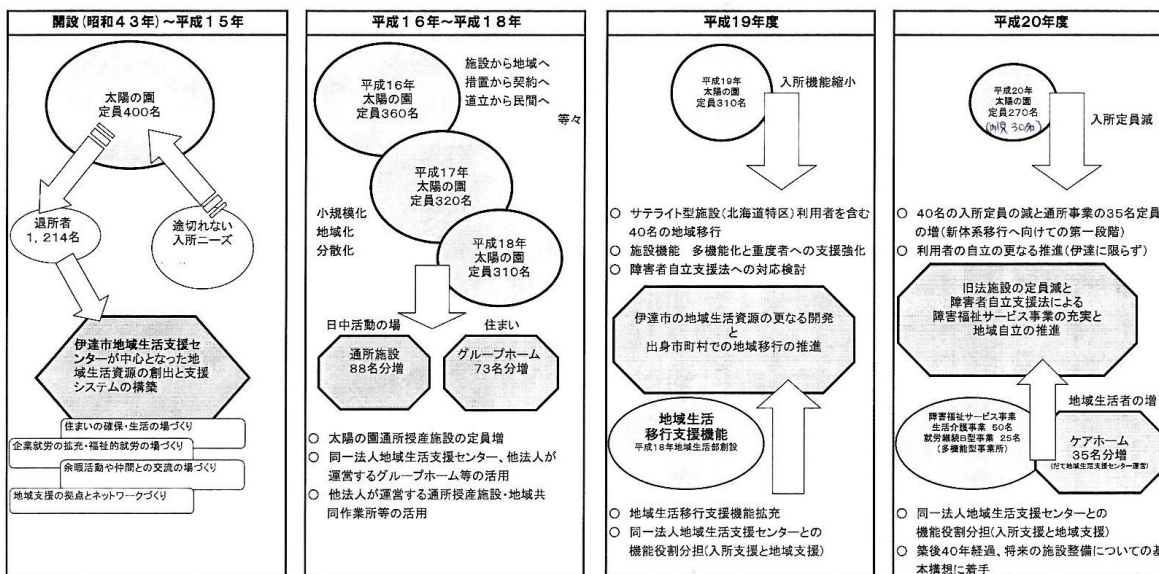 開設(昭和43年)～平成15年
太陽の園
定員400名
退所者
1,214名
途切れない
入所ニーズ
伊達市地域生活支援セ
ンターが中心となった地
域生活資源の創出と支援
システムの構築
住まいの確保・生活の場づくり
企業就労の拡充・福祉的就労の場づくり
余暇活動や仲間との交流の場づくり
地域支援の拠点とネットワークづくり
平成16年～平成18年
平成16年
太陽の園
定員360名
施設から地域へ
措置から契約へ
道立から民間へ
等々
平成17年
太陽の園
定員320名
小規模化
地域化
分散化
平成18年
太陽の園
定員310名
日中活動の場
住まい
通所施設
88名分増
グループホーム
73名分増
○ 太陽の園通所授産施設の定員増
○ 同一法人地域生活支援センター、他法人が
運営するグループホーム等の活用
○ 他法人が運営する通所授産施設・地域共
同作業所等の活用
平成19年度
平成19年
太陽の園
定員310名
入所機能縮小
○ サテライト型施設(北海道特区)利用者を含む
40名の地域移行
○ 施設機能 多機能化と重度者への支援強化
○ 障害者自立支援法への対応検討
伊達市の地域生活資源の更なる開発
と
出身市町村での地域移行の推進
地域生活
移行支援機能
平成18年地域生活部創設
○ 地域生活移行支援機能拡充
○ 同一法人地域生活支援センターとの
機能役割分担(入所支援と地域支援)
平成20年度
平成20年
太陽の園
定員270名
30名)
入所定員減
○ 40名の入所定員の減と通所事業の35名定員
の増(新体系移行へ向けての第一段階)
○ 利用者の自立の更なる推進(伊達に限らず)
旧法施設の定員減と
障害者自立支援法による
障害福祉サービス事業の充実と
地域自立の推進
地域生活者の増
障害福祉サービス事業
生活介護事業 50名
就労継続B型事業 25名
(多機能型事業所)
ケアホーム
35名分増
(だて地域生活支援センター運営)
○ 同一法人地域生活支援センターとの
機能役割分担(入所支援と地域支援)
○ 築後40年経過、将来の施設整備についての基
本構想に着手